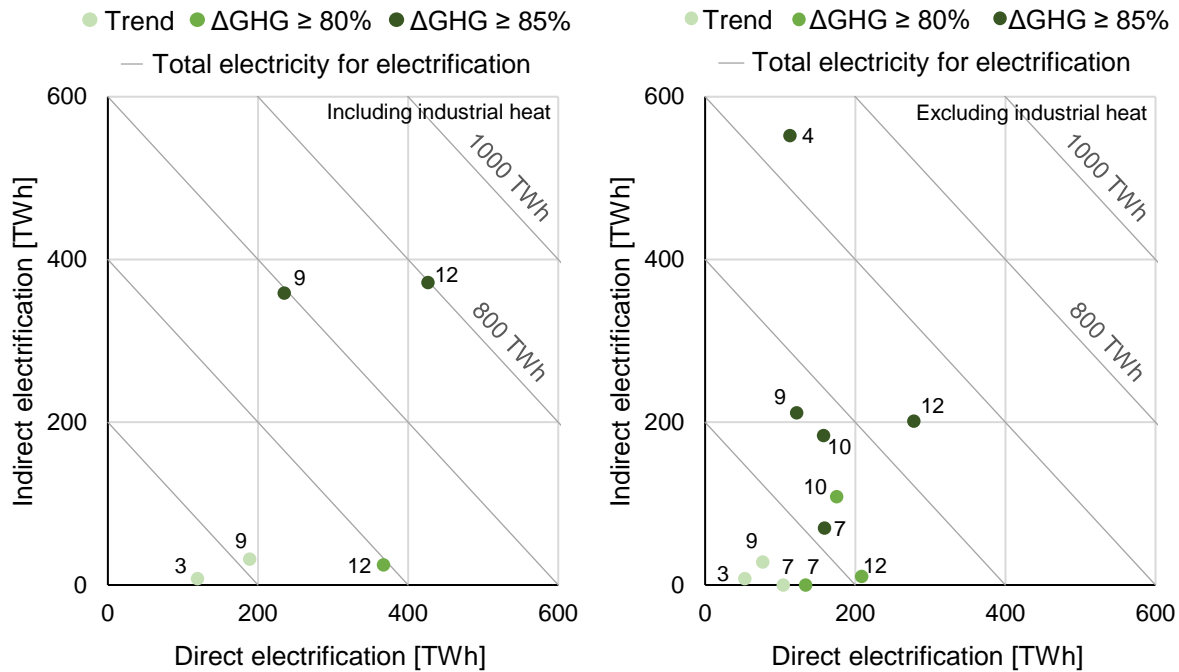 Trend ΔGHG ≥ 80% ΔGHG ≥ 85%
Total electricity for electrification
Including industrial heat
600
400
200
0
Indirect electrification [TWh]
1000 TWh
800 TWh
9
12
9
3
12
0 200 400 600
Direct electrification [TWh]
Trend ΔGHG ≥ 80% ΔGHG ≥ 85%
Total electricity for electrification
Excluding industrial heat
600
400
200
0
Indirect electrification [TWh]
1000 TWh
800 TWh
4
9
12
10
10
7
9
3
7
7
12
0 200 400 600
Direct electrification [TWh]